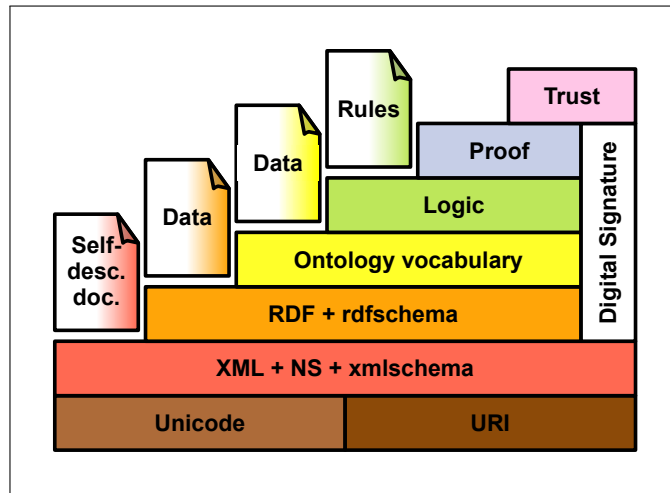 Rules
Trust
Data
Proof
Data
Logic
Self-
desc.
doc.
Ontology vocabulary
Digital Signature
RDF + rdfschema
XML + NS + xmlschema
Unicode
URI